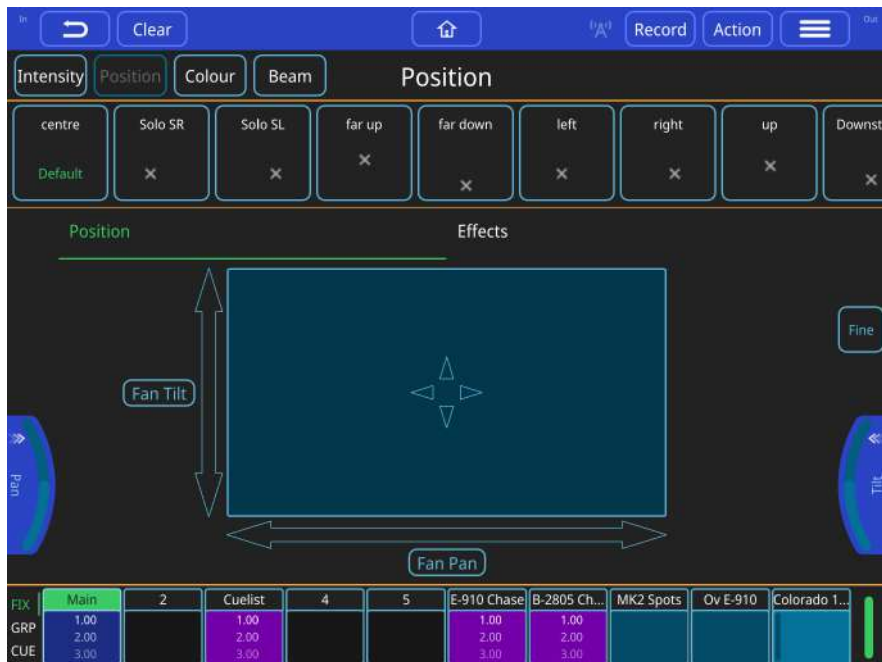 In
Clear
Record
Action
Out
Intensity
Position
Colour
Beam
Position
centre
Default
Solo SR
Solo SL
far up
far down
left
right
up
Downst
Position
Effects
Fine
Fan Tilt
Pan
Tilt
Fan Pan
FIX
GRP
CUE
Main
1.00
2.00
3.00
2
Cuelist
1.00
2.00
3.00
4
5
E-910 Chase
1.00
2.00
3.00
B-2805 Ch...
1.00
2.00
3.00
MK2 Spots
Ov E-910
Colorado 1...